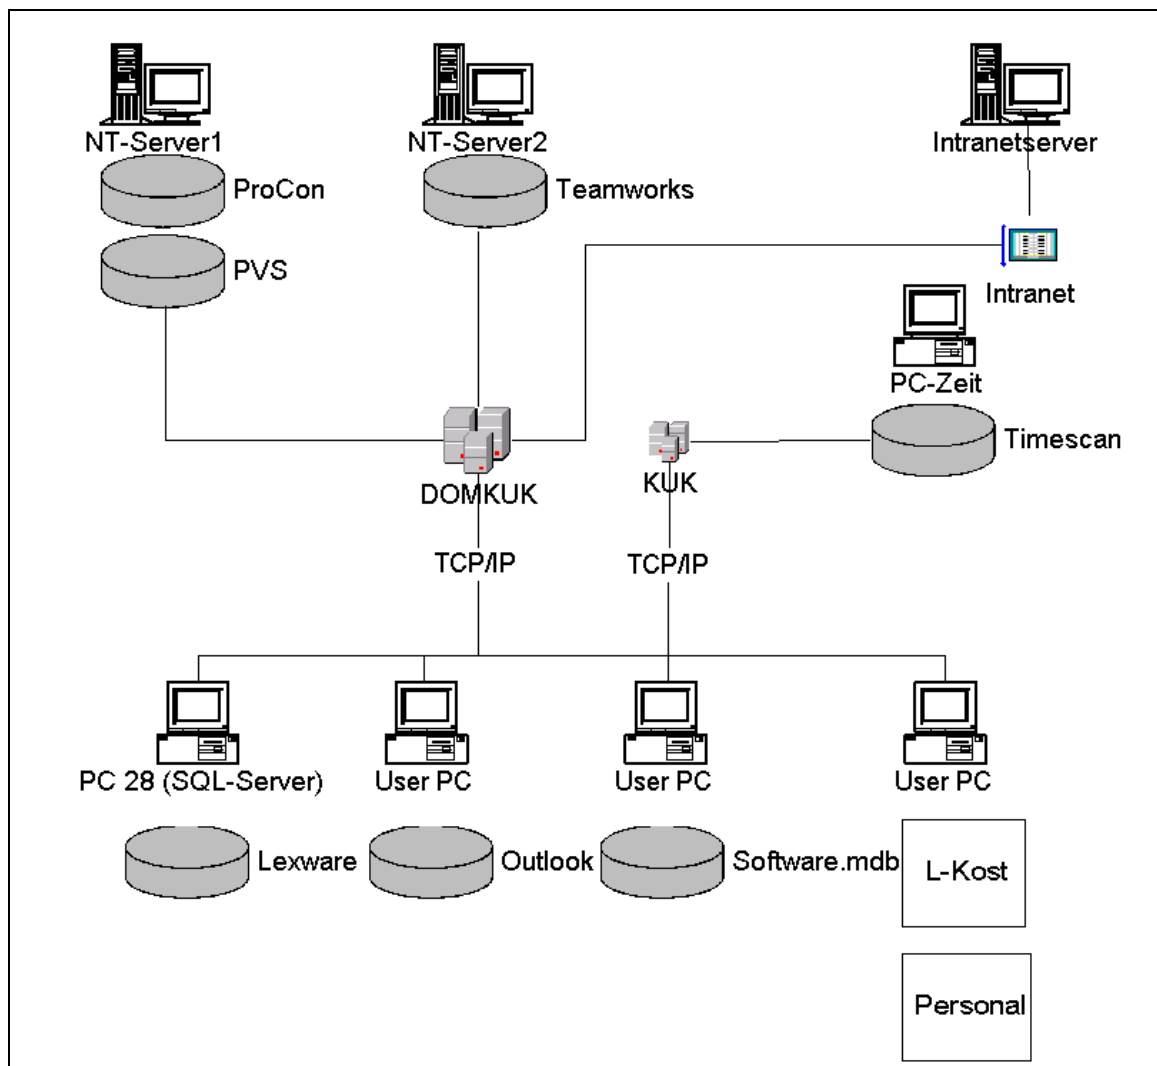 NT-Server1
NT-Server2
Intranetserver
ProCon
Teamworks
PVS
Intranet
PC-Zeit
Timescan
DOMKUK
KUK
TCP/IP
TCP/IP
PC 28 (SQL-Server)
User PC
User PC
User PC
Lexware
Outlook
Software.mdb
L-Kost
Personal